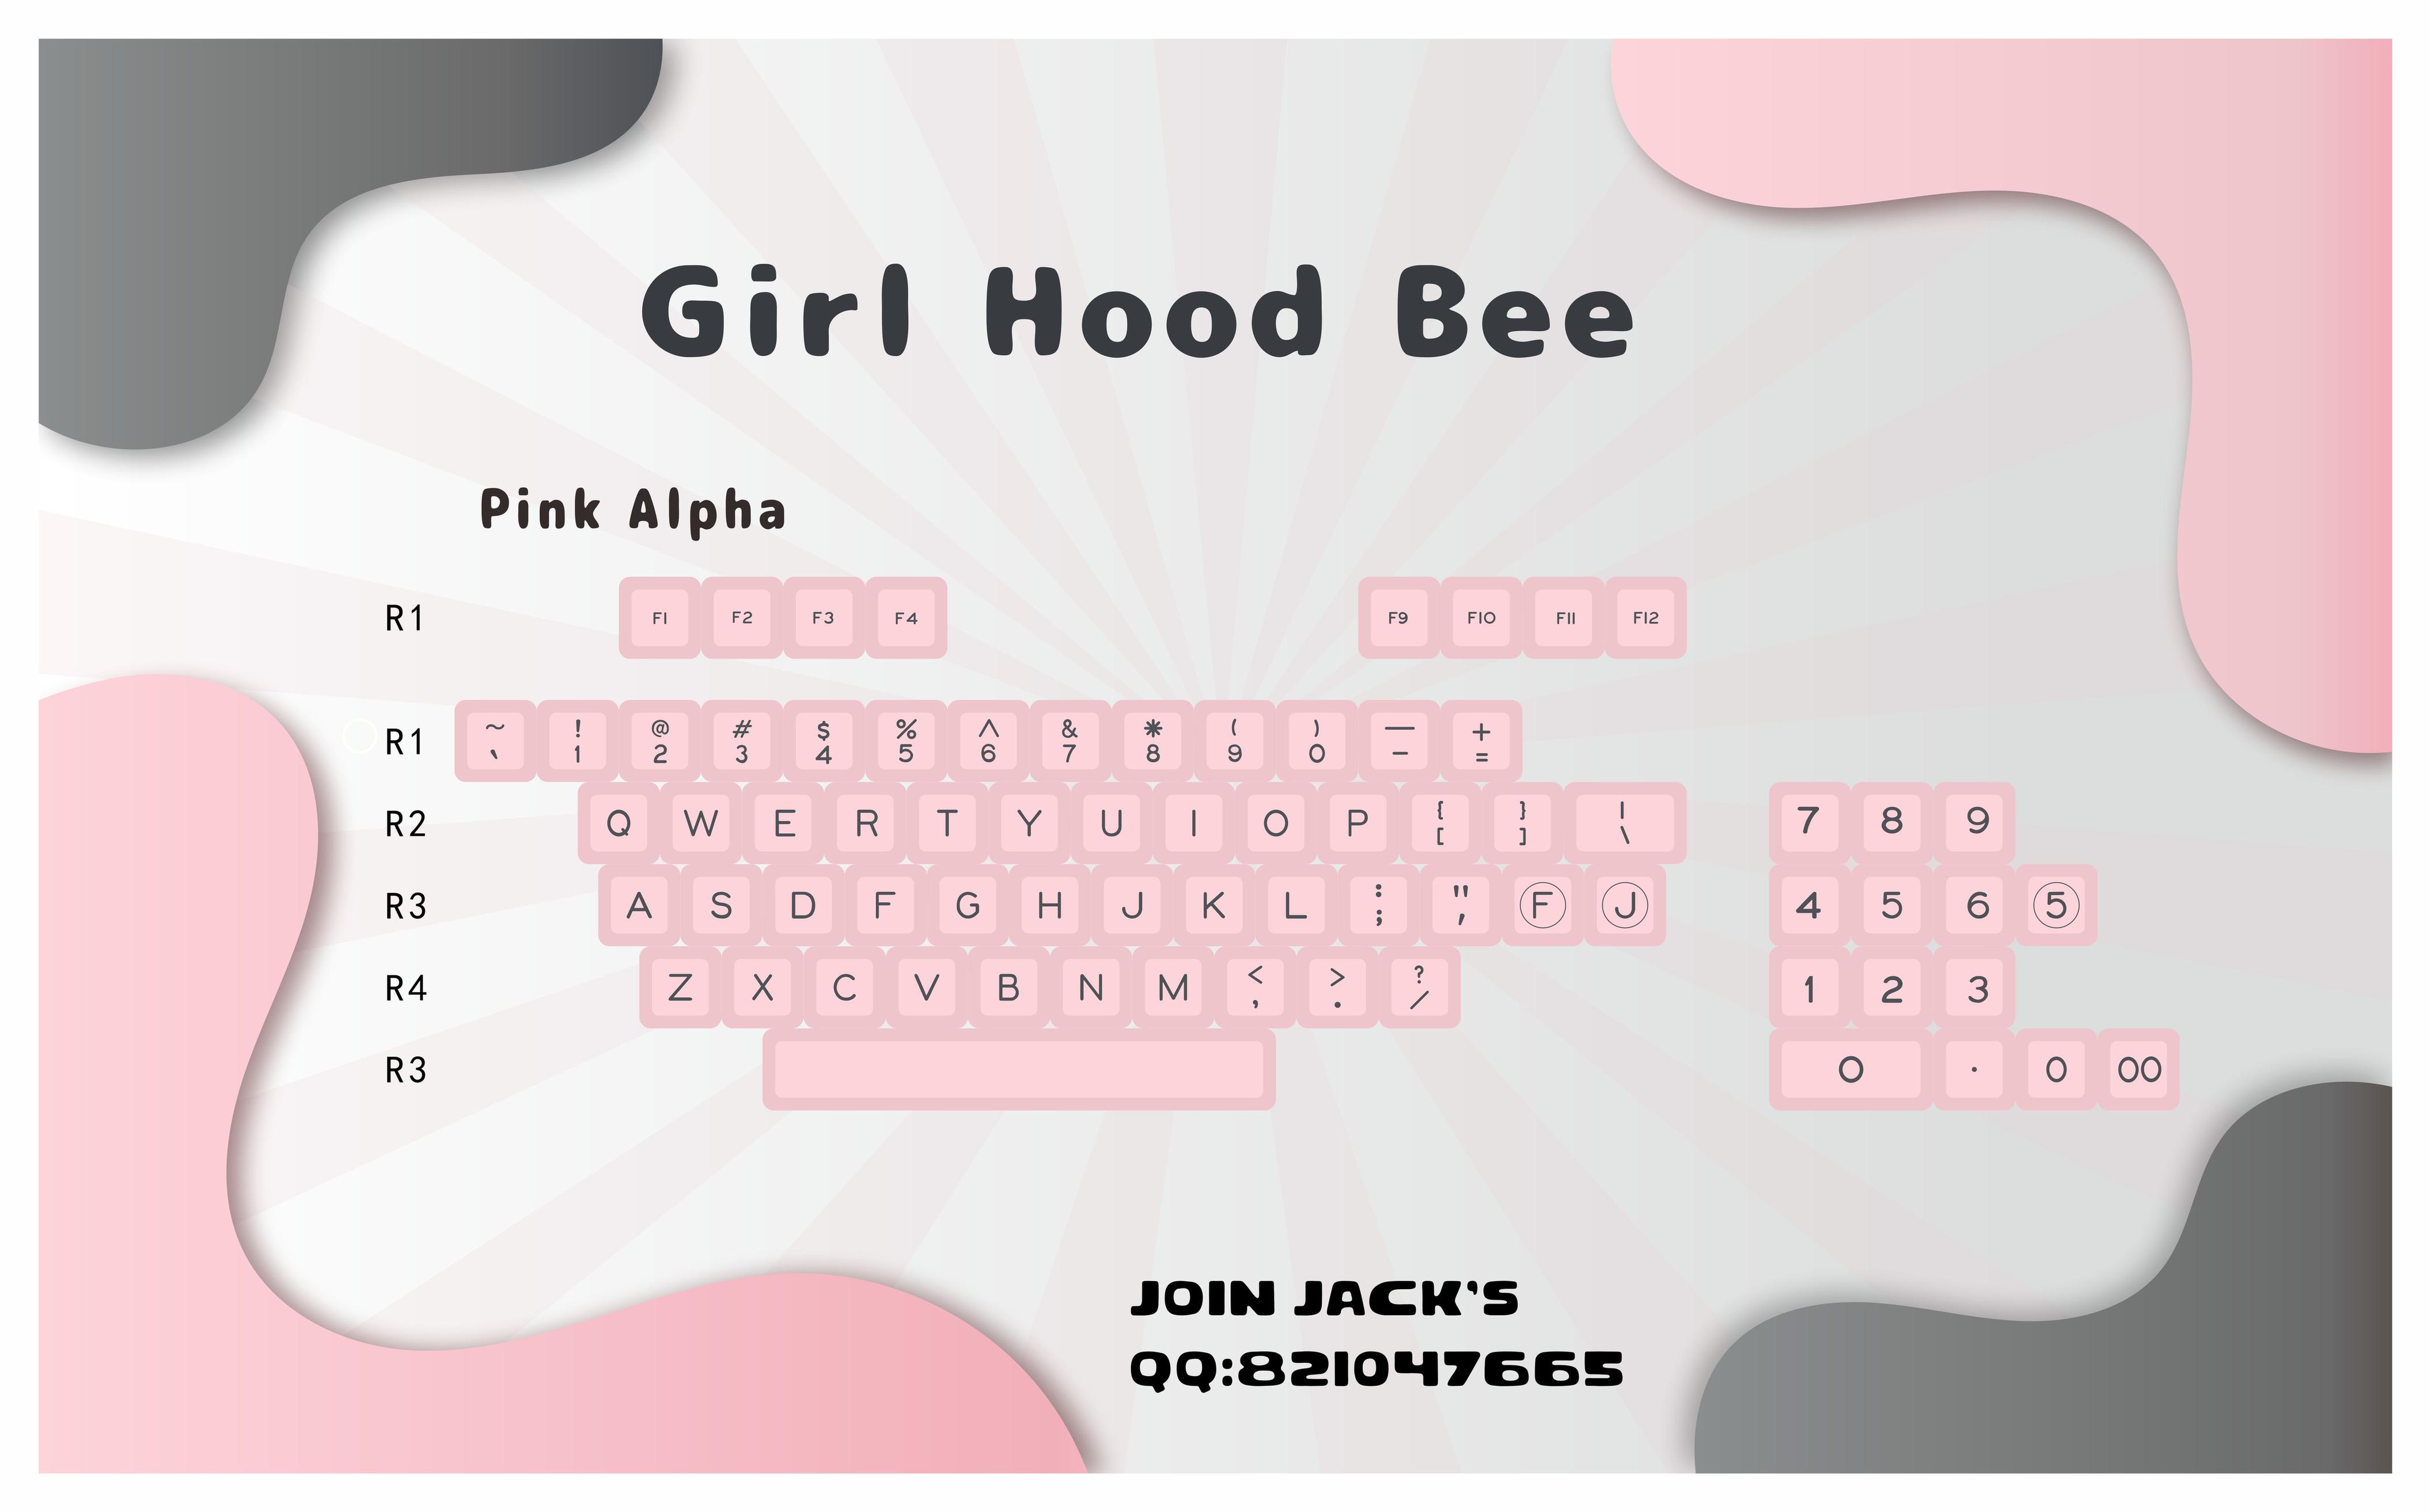 Girl Hood Bee
Pink Alpha
R1 F1 F2 F3 F4 F9 F10 F11 F12
R1 ~ ` ! 1 @ 2 # 3 $ 4 % 5 ^ 6 & 7 * 8 ( 9 ) 0 — - + =
R2 Q W E R T Y U I O P { [ } ] | \ 7 8 9
R3 A S D F G H J K L : ; " ' F J 4 5 6 5
R4 Z X C V B N M < , > . ? / 1 2 3
R3 0 . 0 00
JOIN JACK'S
QQ:821047665